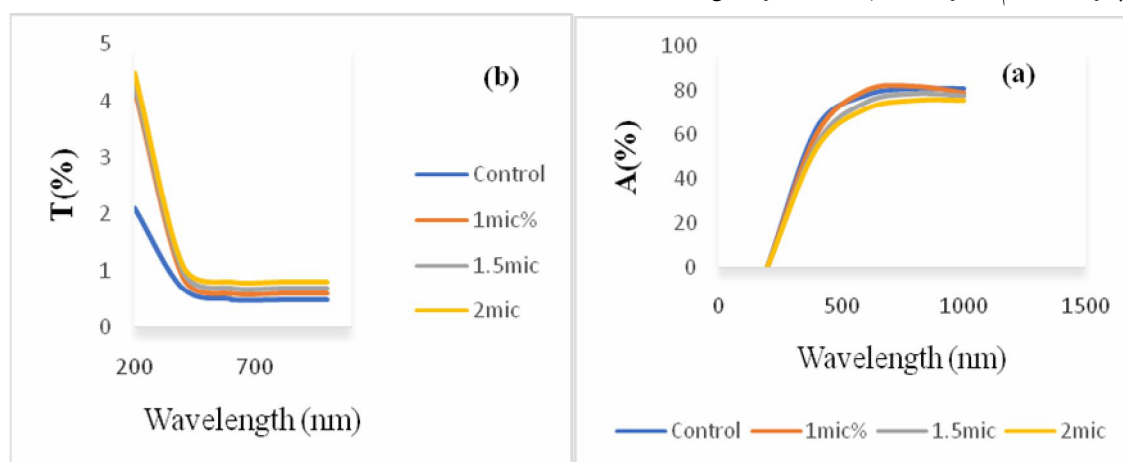 5
4
3
2
1
0
T(%)
(b)
Control
1mic%
1.5mic
2mic
200
700
Wavelength (nm)
100
80
60
40
20
0
A(%)
(a)
0
500
1000
1500
Wavelength (nm)
Control
1mic%
1.5mic
2mic